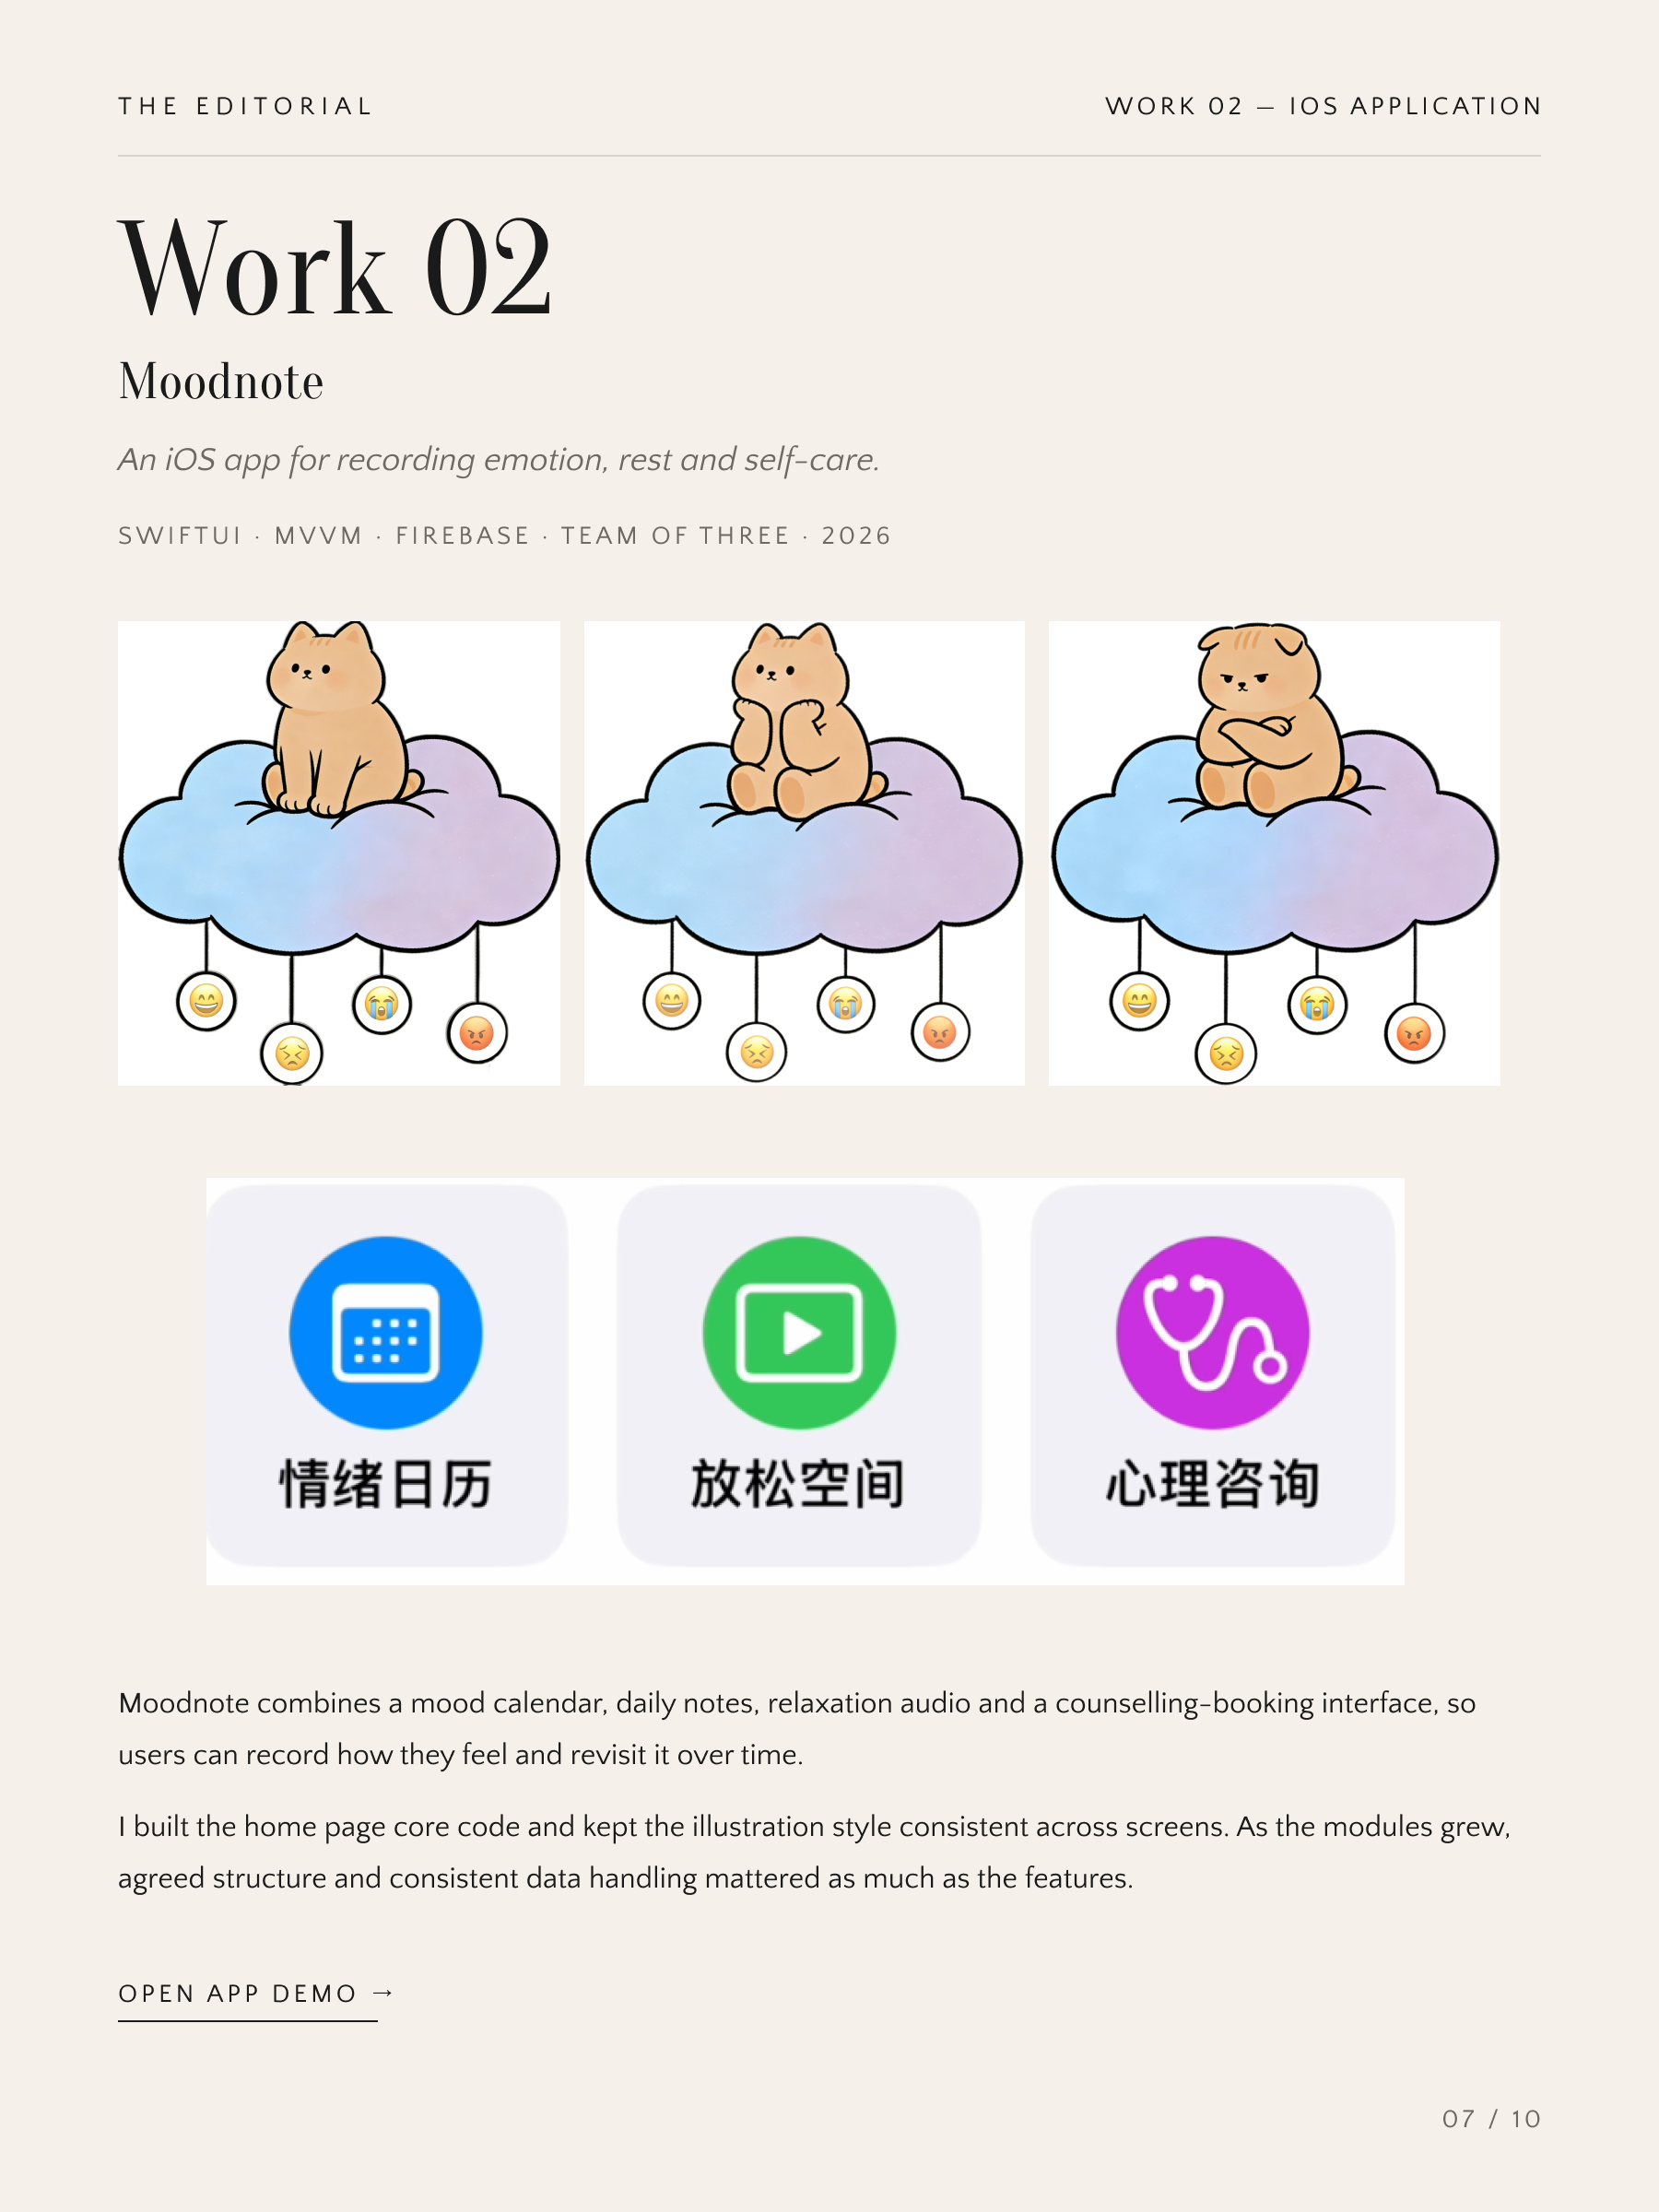 THE EDITORIAL
WORK 02 — IOS APPLICATION
Work 02
Moodnote
An iOS app for recording emotion, rest and self-care.
SWIFTUI · MVVM · FIREBASE · TEAM OF THREE · 2026
情绪日历
放松空间
心理咨询
Moodnote combines a mood calendar, daily notes, relaxation audio and a counselling-booking interface, so
users can record how they feel and revisit it over time.
I built the home page core code and kept the illustration style consistent across screens. As the modules grew,
agreed structure and consistent data handling mattered as much as the features.
OPEN APP DEMO →
07 / 10